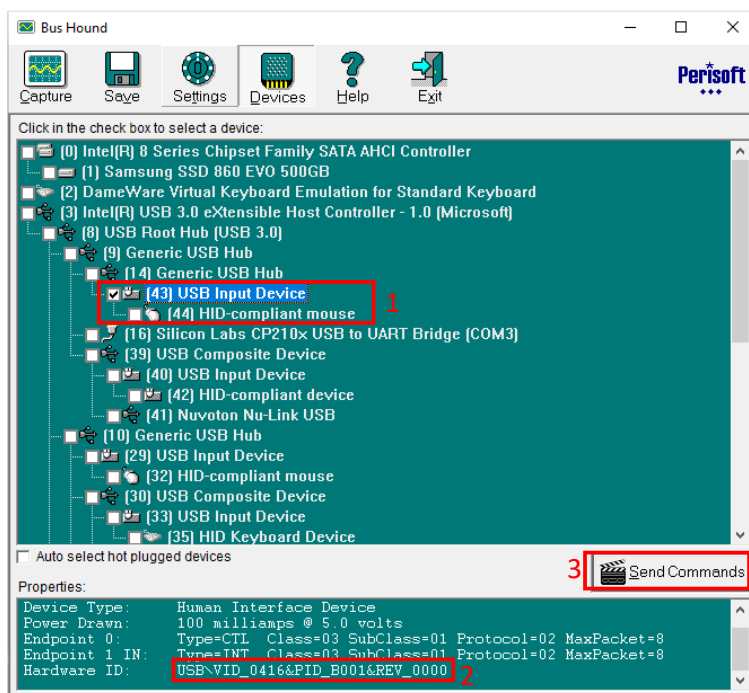 Bus Hound
Capture Save Settings Devices Help Exit
Perisoft
Click in the check box to select a device:
(0) Intel(R) 8 Series Chipset Family SATA AHCI Controller
(1) Samsung SSD 860 EVO 500GB
(2) DameWare Virtual Keyboard Emulation for Standard Keyboard
(3) Intel(R) USB 3.0 eXtensible Host Controller - 1.0 (Microsoft)
(8) USB Root Hub (USB 3.0)
(9) Generic USB Hub
(14) Generic USB Hub
(43) USB Input Device
1
(44) HID-compliant mouse
(16) Silicon Labs CP210x USB to UART Bridge (COM3)
(39) USB Composite Device
(40) USB Input Device
(42) HID-compliant device
(41) Nuvoton Nu-Link USB
(10) Generic USB Hub
(29) USB Input Device
(32) HID-compliant mouse
(30) USB Composite Device
(33) USB Input Device
(35) HID Keyboard Device
Auto select hot plugged devices
3 Send Commands
Properties:
Device Type: Human Interface Device
Power Drawn: 100 milliamps @ 5.0 volts
Endpoint 0: Type=CTL Class=03 SubClass=01 Protocol=02 MaxPacket=8
Endpoint 1 IN: Type=INT Class=03 SubClass=01 Protocol=02 MaxPacket=8
Hardware ID: USB\VID_0416&PID_B001&REV_0000 2